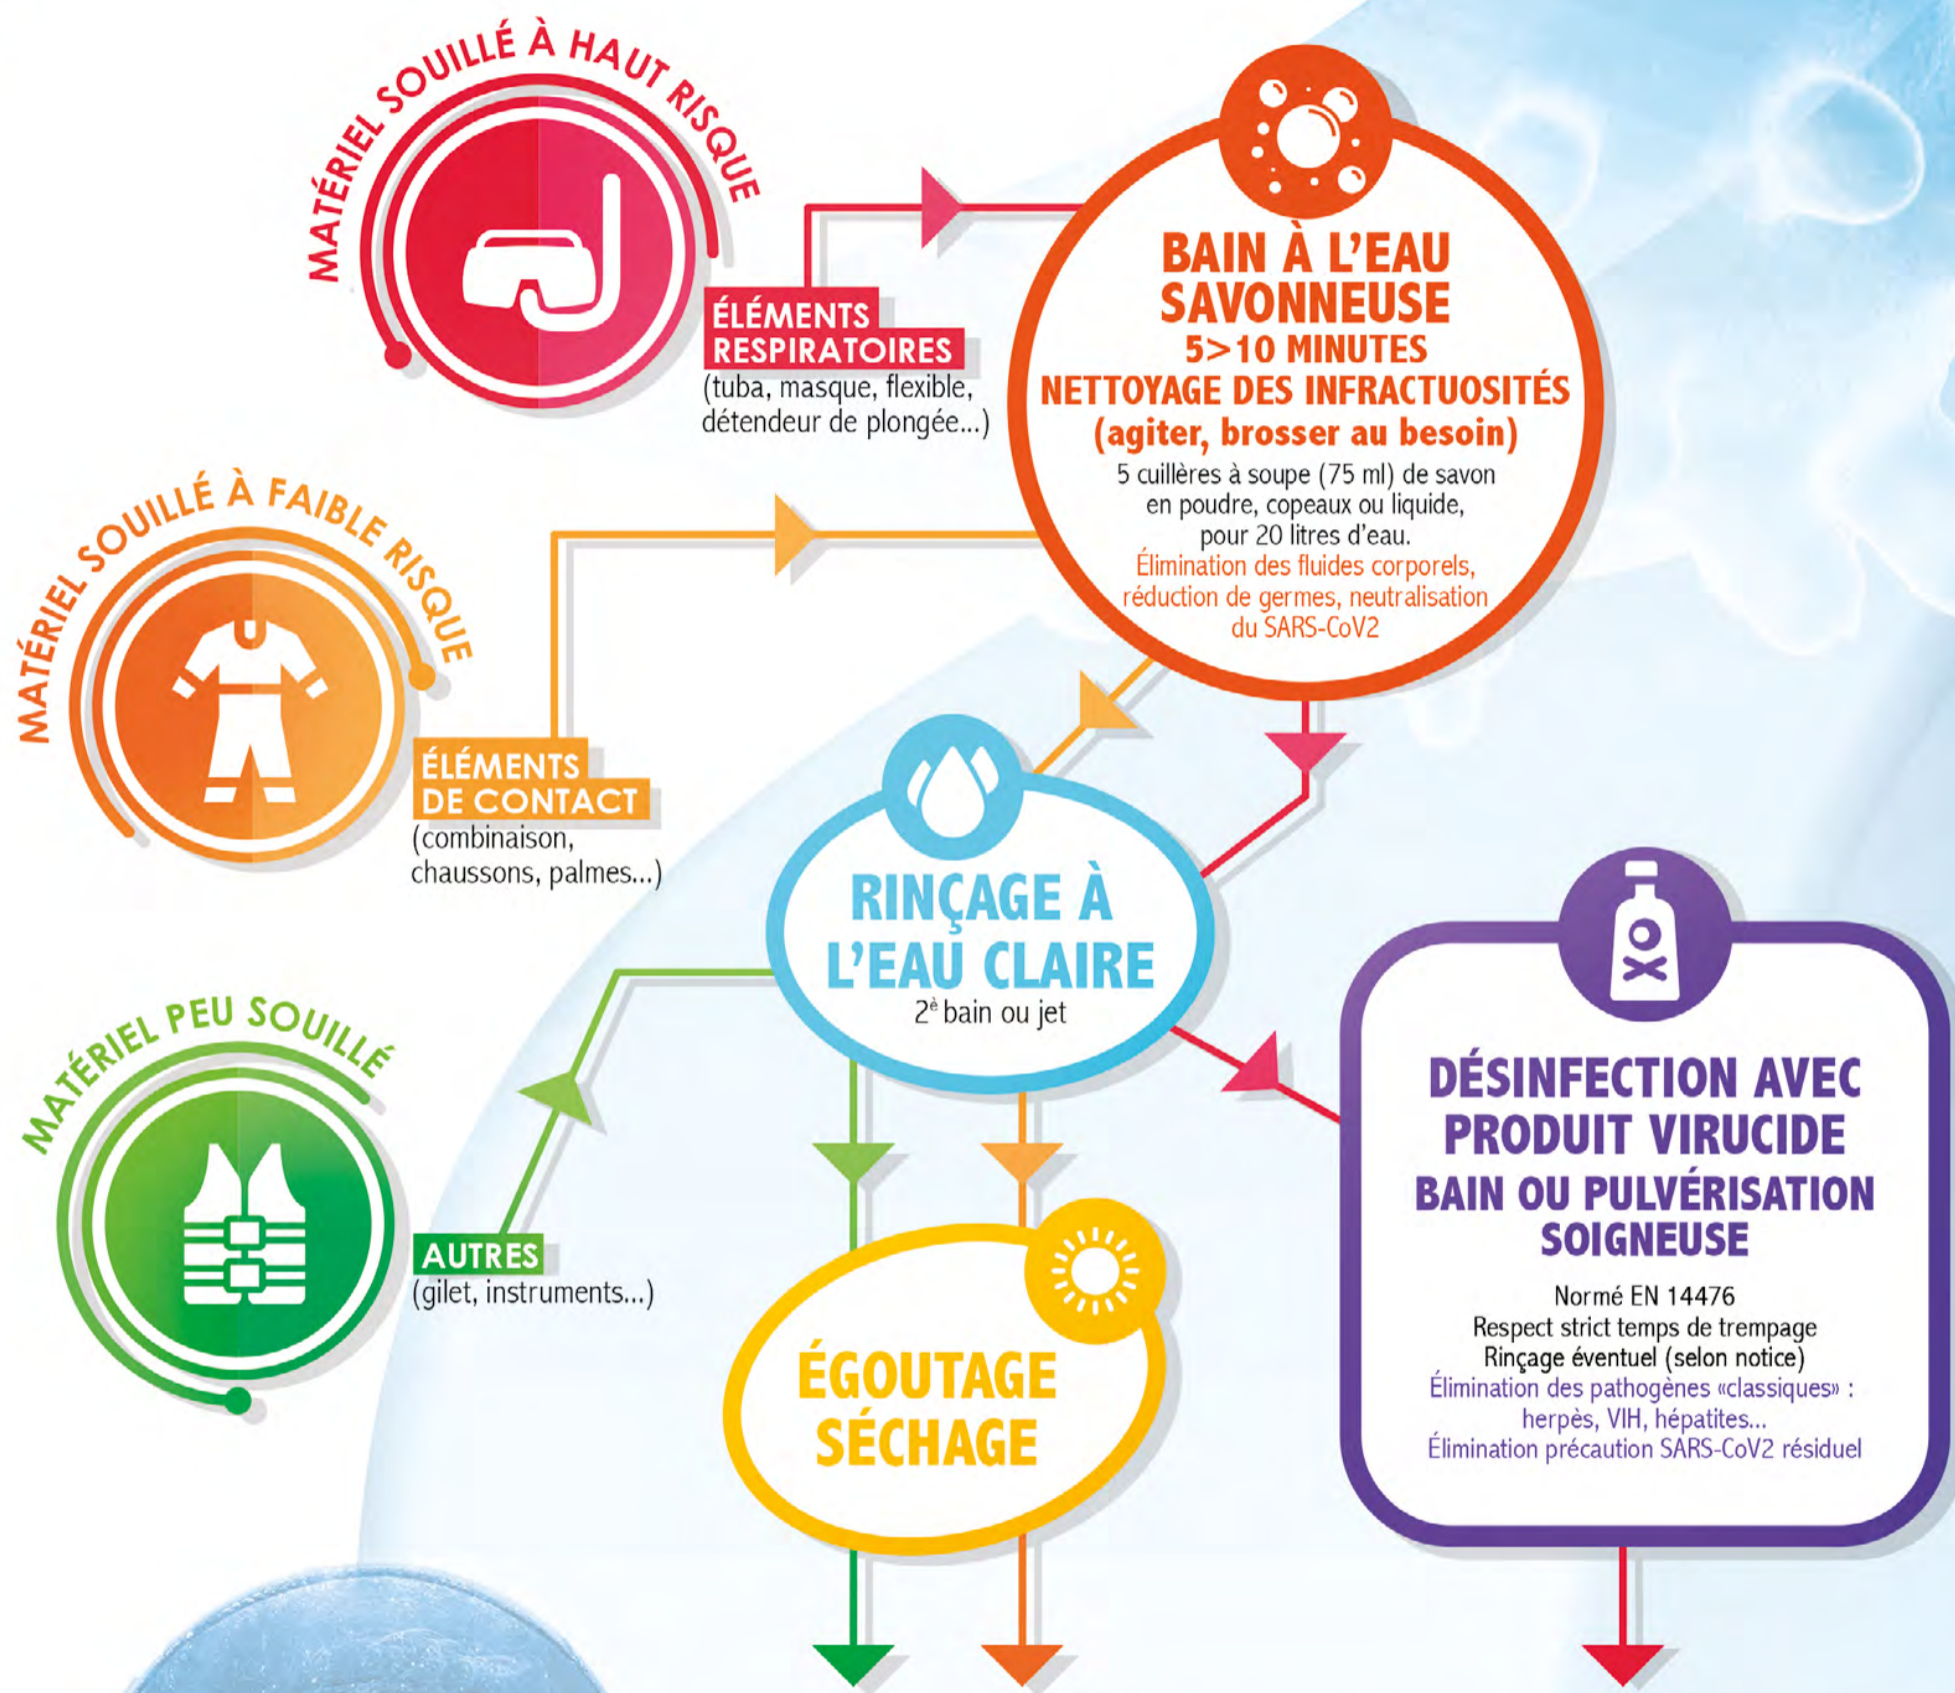 MATÉRIEL SOUILLÉ À HAUT RISQUE
ÉLÉMENTS
RESPIRATOIRES
(tuba, masque, flexible,
détendeur de plongée...)
BAIN À L'EAU
SAVONNEUSE
5>10 MINUTES
NETTOYAGE DES INFRACTUOSITÉS
(agiter, brosser au besoin)
5 cuillères à soupe (75 ml) de savon
en poudre, copeaux ou liquide,
pour 20 litres d'eau.
Élimination des fluides corporels,
réduction de germes, neutralisation
du SARS-CoV2
MATÉRIEL SOUILLÉ À FAIBLE RISQUE
ÉLÉMENTS
DE CONTACT
(combinaison,
chaussons, palmes...)
RINÇAGE À
L'EAU CLAIRE
2è bain ou jet
MATÉRIEL PEU SOUILLÉ
AUTRES
(gilet, instruments...)
ÉGOUTAGE
SÉCHAGE
DÉSINFECTION AVEC
PRODUIT VIRUCIDE
BAIN OU PULVÉRISATION
SOIGNEUSE
Normé EN 14476
Respect strict temps de trempage
Rinçage éventuel (selon notice)
Élimination des pathogènes «classiques» :
herpès, VIH, hépatites...
Élimination précaution SARS-CoV2 résiduel